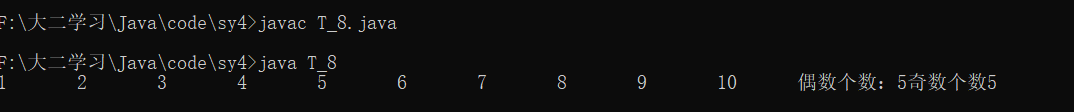 F:\大二学习\Java\code\sy4>javac T_8.java
F:\大二学习\Java\code\sy4>java T_8
1 2 3 4 5 6 7 8 9 10 偶数个数：5奇数个数5